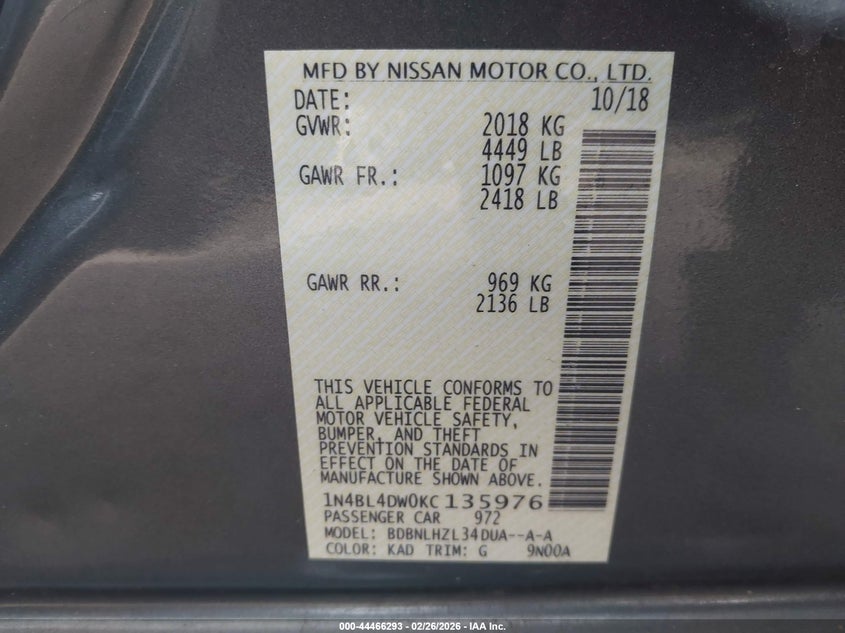 MFD BY NISSAN MOTOR CO., LTD.
DATE: 10/18
GVWR: 2018 KG
4449 LB
GAWR FR.: 1097 KG
2418 LB
GAWR RR.: 969 KG
2136 LB
THIS VEHICLE CONFORMS TO
ALL APPLICABLE FEDERAL
MOTOR VEHICLE SAFETY,
BUMPER, AND THEFT
PREVENTION STANDARDS IN
EFFECT ON THE DATE OF
MANUFACTURE SHOWN ABOVE.
1N4BL4DW0KC135976
PASSENGER CAR 972
MODEL: BDBNLHZL34DUA--A-A
COLOR: KAD TRIM: G 9N00A
000-44466293 - 02/26/2026 - IAA Inc.